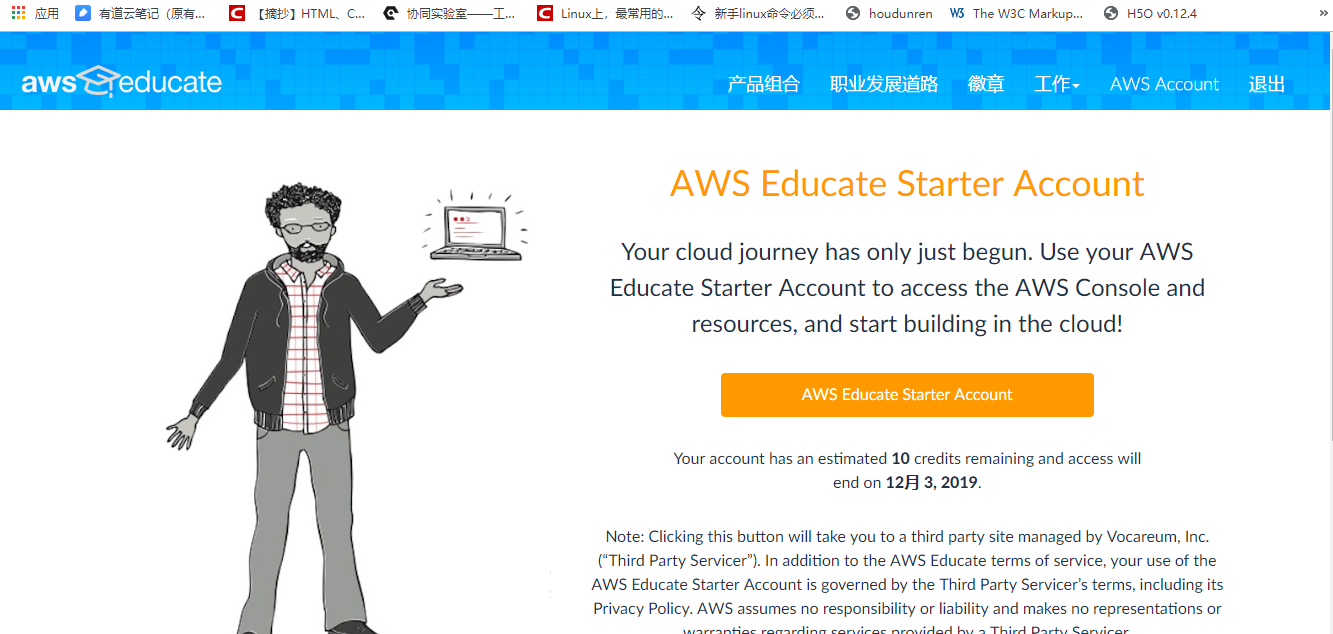 应用
有道云笔记（原有...
【摘抄】HTML、C...
协同实验室——工...
Linux上，最常用的...
新手linux命令必须...
houdunren
W3 The W3C Markup...
H5O v0.12.4
»
aws educate
产品组合 职业发展道路 徽章 工作 AWS Account 退出
AWS Educate Starter Account
Your cloud journey has only just begun. Use your AWS
Educate Starter Account to access the AWS Console and
resources, and start building in the cloud!
AWS Educate Starter Account
Your account has an estimated 10 credits remaining and access will
end on 12月 3, 2019.
Note: Clicking this button will take you to a third party site managed by Vocareum, Inc.
(“Third Party Servicer”). In addition to the AWS Educate terms of service, your use of the
AWS Educate Starter Account is governed by the Third Party Servicer’s terms, including its
Privacy Policy. AWS assumes no responsibility or liability and makes no representations or
warranties regarding services provided by a Third Party Servicer.